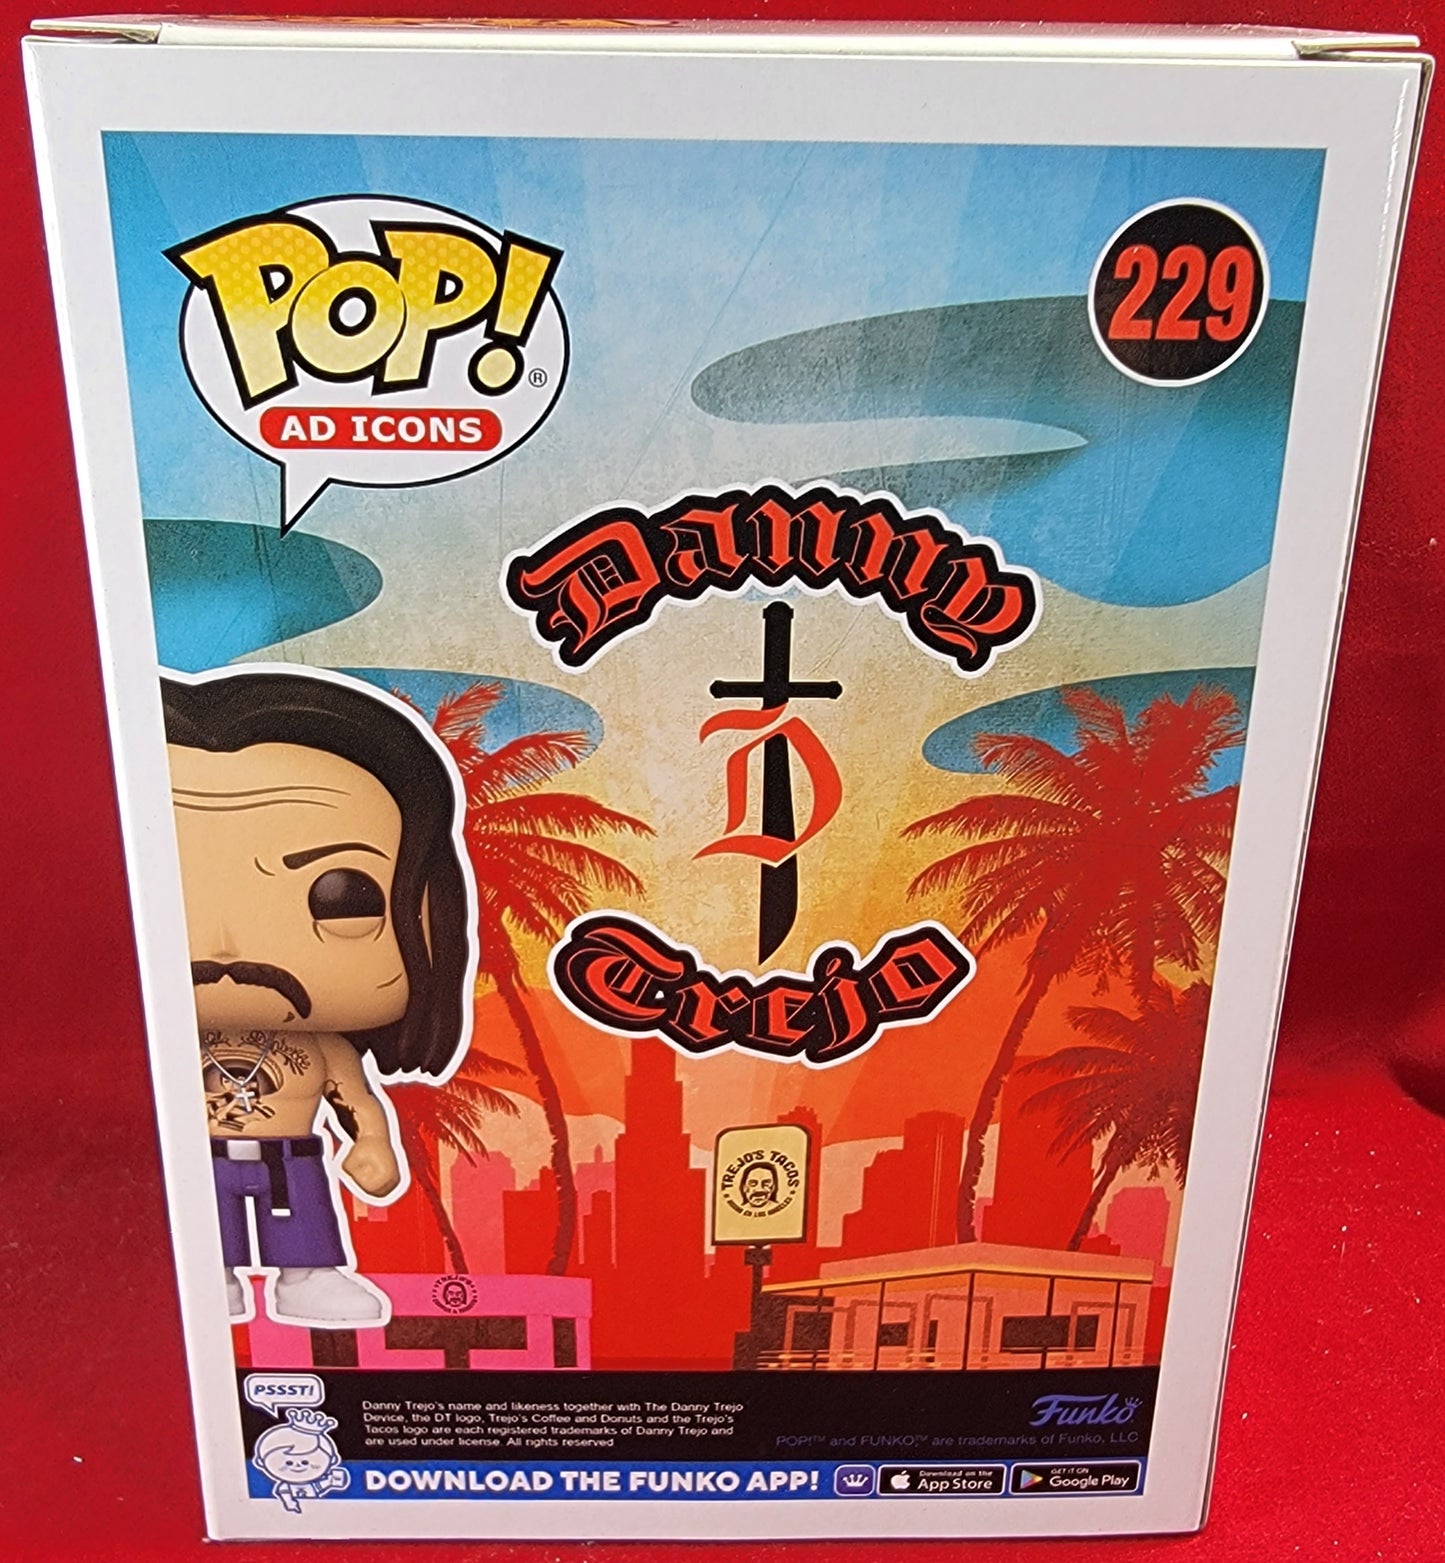 POP!
®
AD ICONS
229
Danny
DT
Trejo
TREJO'S TACOS
PSSST!
Danny Trejo's name and likeness together with The Danny Trejo
Device, the DT logo, Trejo's Coffee and Donuts and the Trejo's
Tacos logo are each registered trademarks of Danny Trejo and
are used under license. All rights reserved
Funko
POP!™ and FUNKO™ are trademarks of Funko, LLC
DOWNLOAD THE FUNKO APP!
Download on the
App Store
GET IT ON
Google Play